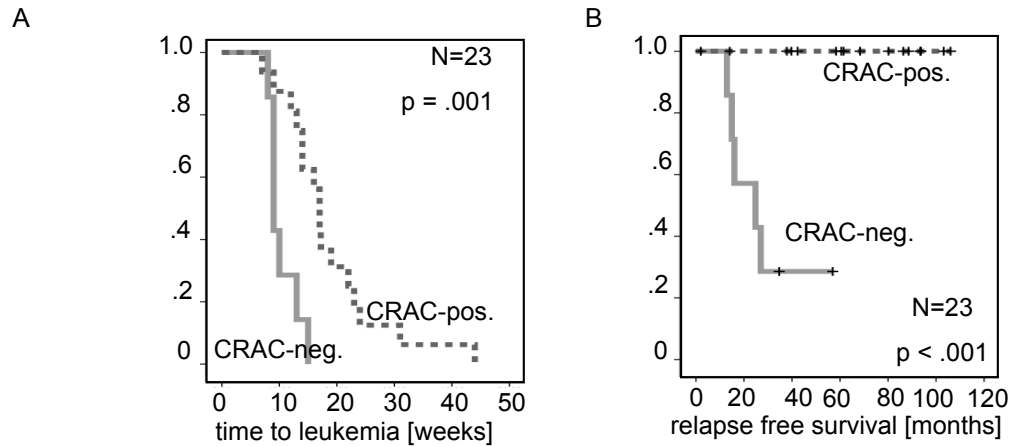 A
1.0
.8
.6
.4
.2
0
N=23
p = .001
CRAC-pos.
CRAC-neg.
0 10 20 30 40 50
time to leukemia [weeks]
B
1.0
.8
.6
.4
.2
0
CRAC-pos.
CRAC-neg.
N=23
p < .001
0 20 40 60 80 100 120
relapse free survival [months]